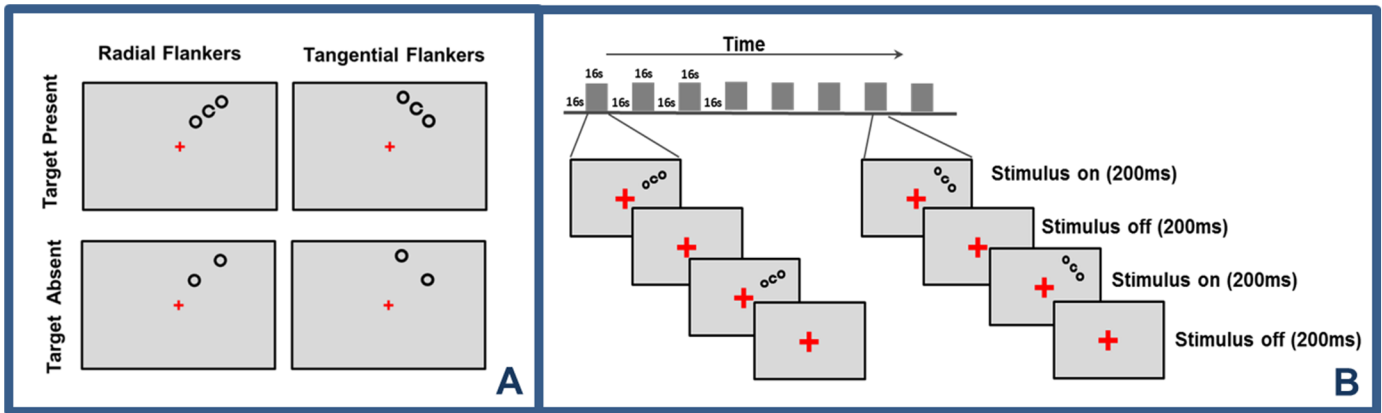 Radial Flankers
Tangential Flankers
Target Present
Target Absent
A
Time
16s 16s 16s
16s 16s 16s 16s
Stimulus on (200ms)
Stimulus off (200ms)
Stimulus on (200ms)
Stimulus off (200ms)
B